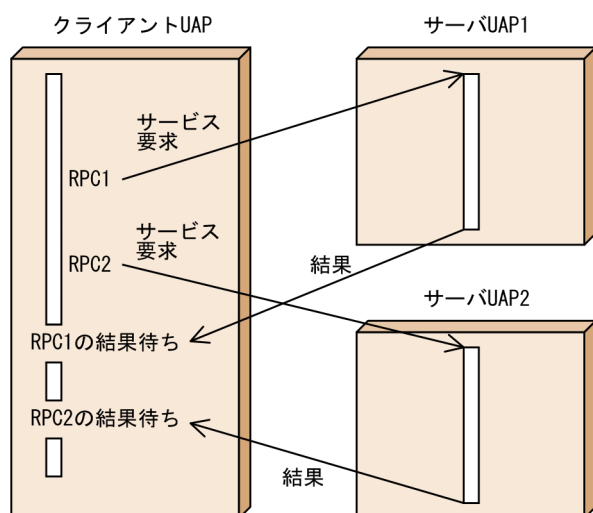 クライアントUAP
サーバUAP1
サービス
要求
RPC1
サービス
要求
RPC2
結果
サーバUAP2
RPC1の結果待ち
RPC2の結果待ち
結果